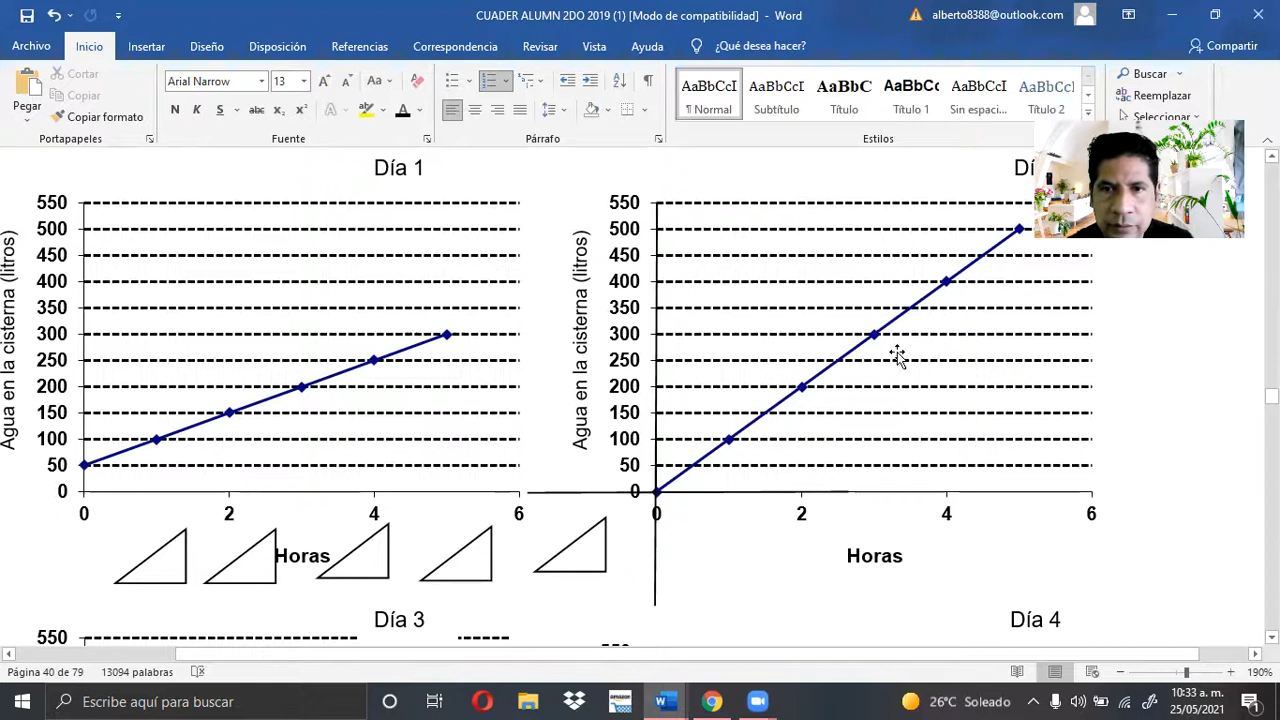 CUADER ALUMN 2DO 2019 (1) [Modo de compatibilidad] - Word
alberto8388@outlook.com
Archivo Inicio Insertar Diseño Disposición Referencias Correspondencia Revisar Vista Ayuda ¿Qué desea hacer? Compartir
Pegar
Cortar
Copiar
Copiar formato
Arial Narrow 13
N K S abc x₂ x²
AaBbCcI AaBbCcI AaBbC AaBbCc AaBbCcI AaBbCcI
¶ Normal Subtítulo Título Título 1 Sin espaci... Título 2
Buscar
Reemplazar
Seleccionar
Portapapeles Fuente Párrafo Estilos
Día 1
550
500
450
400
350
300
250
200
150
100
50
0
Agua en la cisterna (litros)
0 2 4 6
Horas
Dí
550
500
450
400
350
300
250
200
150
100
50
0
Agua en la cisterna (litros)
0 2 4 6
Horas
Día 3
Día 4
550
550
Página 40 de 79 13094 palabras 190%
Escribe aquí para buscar
26°C Soleado
10:33 a. m.
25/05/2021